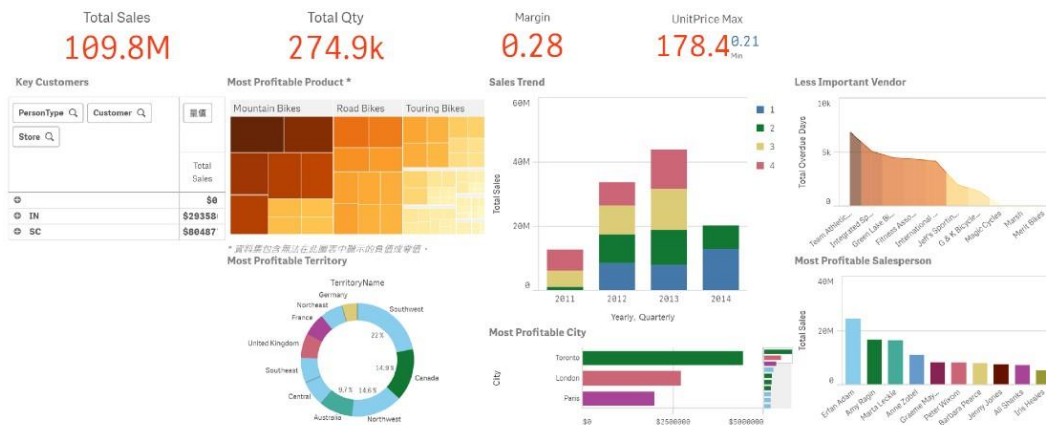 Total Sales
109.8M
Total Qty
274.9k
Margin
0.28
UnitPrice Max
178.4
0.21
Min
Key Customers
PersonType
Customer
量值
Store
Total
Sales
$0
IN
$29358
SC
$80487
Most Profitable Product *
Mountain Bikes
Road Bikes
Touring Bikes
* 資料集包含無法在此圖表中顯示的負值或零值。
Most Profitable Territory
TerritoryName
Germany
Northeast
France
United Kingdom
Southeast
Central
Australia
Northwest
Canada
Southwest
22%
14.9%
14.6%
9.7%
Sales Trend
Total Sales
60M
40M
20M
0
2011
2012
2013
2014
Yearly, Quarterly
1
2
3
4
Most Profitable City
City
Toronto
London
Paris
$0
$2500000
$5000000
Less Important Vendor
Total Overdue Days
10k
5k
0
Team Athletic...
Integrated Sp...
Green Lake Bi...
Fitness Asso...
International ...
Jeff's Sportin...
G & K Bicycle...
Magic Cycles
Marsh
Merit Bikes
Most Profitable Salesperson
Total Sales
40M
20M
0
Erfan Adam
Amy Ragin
Marta Leckie
Anne Zobel
Graeme May...
Peter Wixom
Barbara Pearce
Jenny Jones
Ali Shenka
Iris Heales